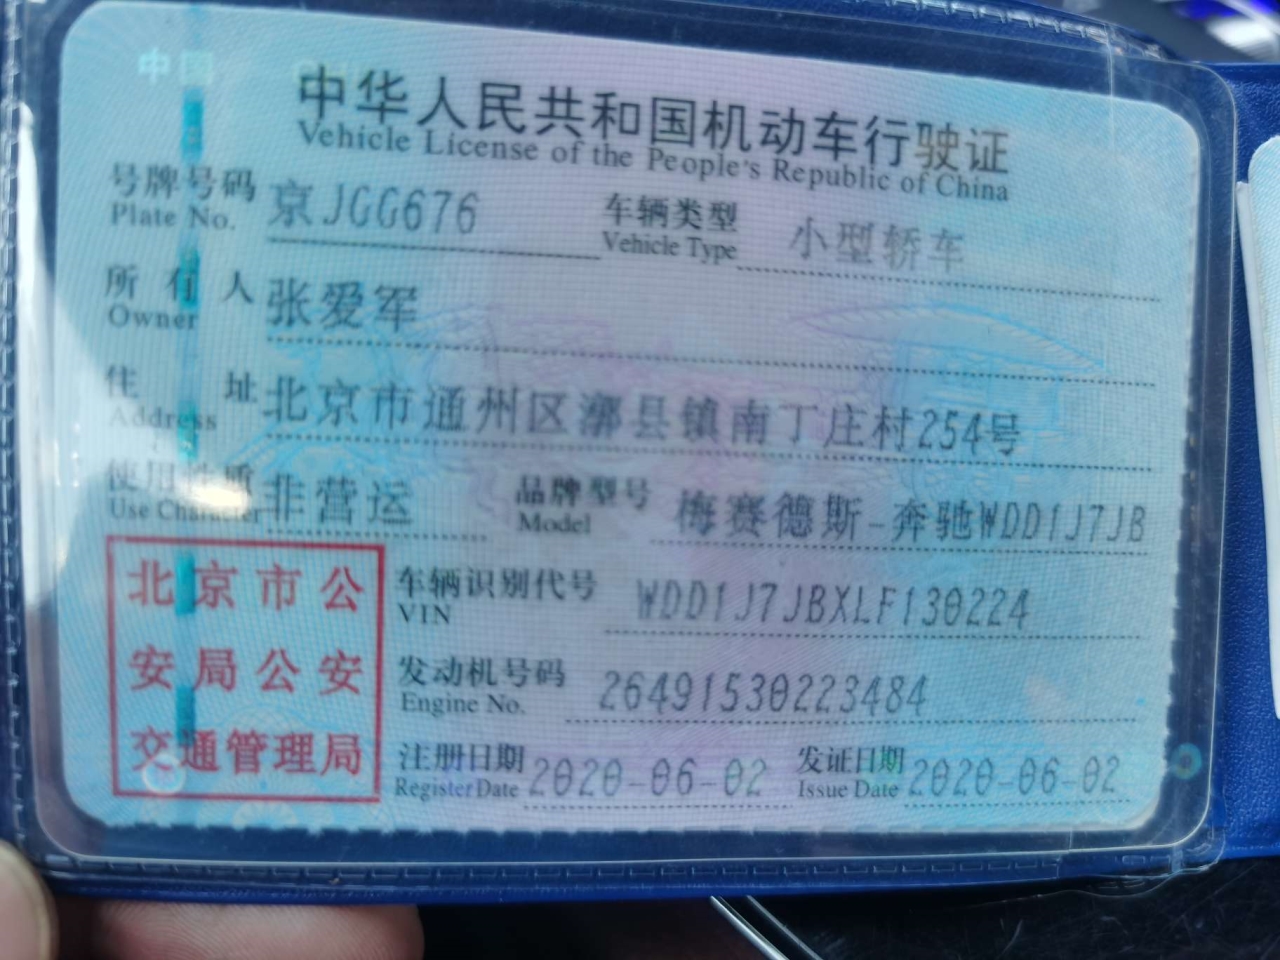 中国 CHINA
中华人民共和国机动车行驶证
Vehicle License of the People's Republic of China
号牌号码 京JGG676 车辆类型 小型轿车
Plate No. Vehicle Type
所有人 张爱军
Owner
住址 北京市通州区漷县镇南丁庄村254号
Address
使用性质 非营运 品牌型号 梅赛德斯-奔驰WDD1J7JB
Use Character Model
北京市公
安局公安
交通管理局
车辆识别代号 WDD1J7JBXLF130224
VIN
发动机号码 26491530223484
Engine No.
注册日期 2020-06-02 发证日期 2020-06-02
Register Date Issue Date